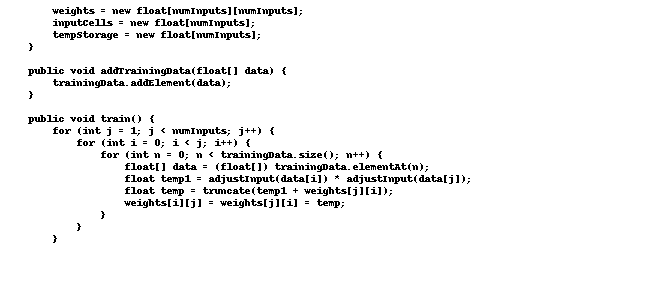 weights = new float[numInputs][numInputs];
inputCells = new float[numInputs];
tempStorage = new float[numInputs];
}
public void addTrainingData(float[] data) {
trainingData.addElement(data);
}
public void train() {
for (int j = 1; j < numInputs; j++) {
for (int i = 0; i < j; i++) {
for (int n = 0; n < trainingData.size(); n++) {
float[] data = (float[]) trainingData.elementAt(n);
float temp1 = adjustInput(data[i]) * adjustInput(data[j]);
float temp = truncate(temp1 + weights[j][i]);
weights[i][j] = weights[j][i] = temp;
}
}
}